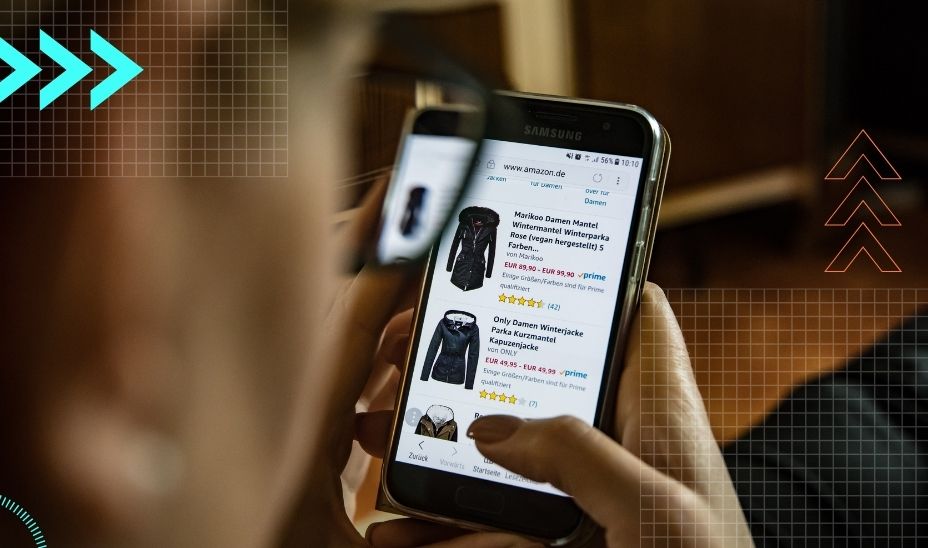 SAMSUNG
56% 10:10
www.amazon.de
für Damen
Damen
Marikoo Damen Mantel
Wintermantel Winterparka
Rose (vegan hergestellt) 5
Farben...
von Marikoo
EUR 89,90 - EUR 99,90 prime
Einige Größen/Farben sind für Prime
qualifiziert
(42)
Only Damen Winterjacke
Parka Kurzmantel
Kapuzenjacke
von ONLY
EUR 49,95 - EUR 49,99 prime
Einige Größen/Farben sind für Prime
qualifiziert
(7)
Zurück Vorwärts Startseite